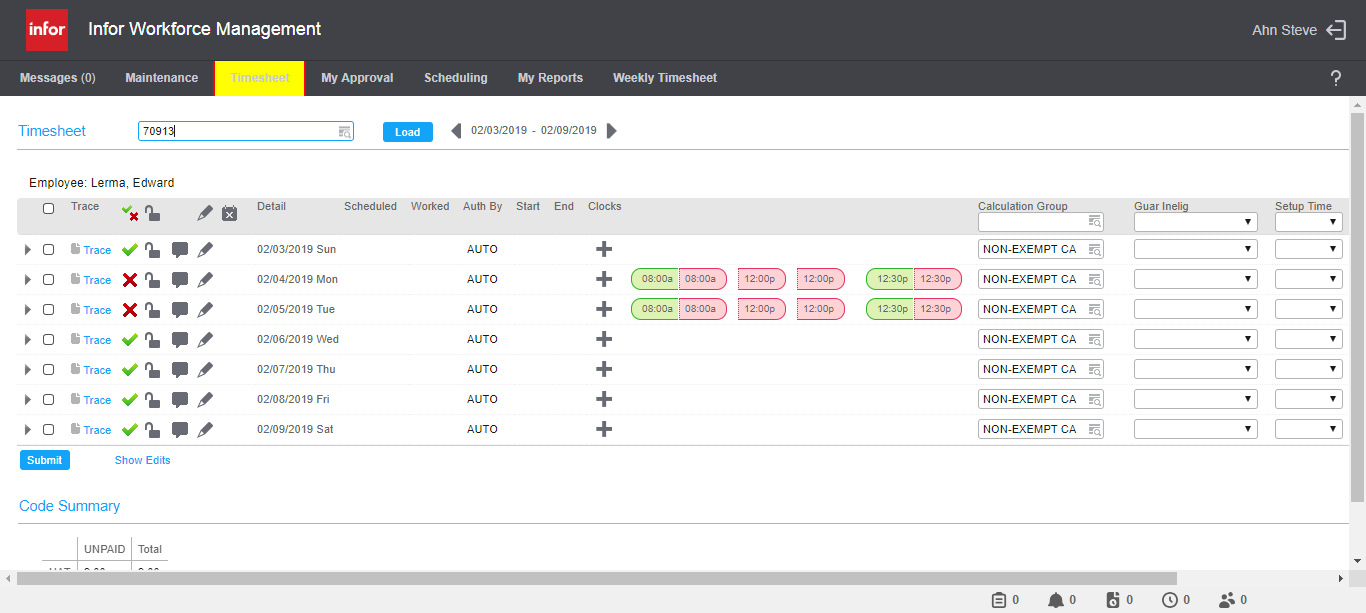 infor Infor Workforce Management Ahn Steve
Messages (0) Maintenance Timesheet My Approval Scheduling My Reports Weekly Timesheet ?
Timesheet 70913 Load 02/03/2019 - 02/09/2019
Employee: Lerma, Edward
Trace Detail Scheduled Worked Auth By Start End Clocks Calculation Group Guar Inelig Setup Time
Trace 02/03/2019 Sun AUTO NON-EXEMPT CA
Trace 02/04/2019 Mon AUTO 08:00a 08:00a 12:00p 12:00p 12:30p 12:30p NON-EXEMPT CA
Trace 02/05/2019 Tue AUTO 08:00a 08:00a 12:00p 12:00p 12:30p 12:30p NON-EXEMPT CA
Trace 02/06/2019 Wed AUTO NON-EXEMPT CA
Trace 02/07/2019 Thu AUTO NON-EXEMPT CA
Trace 02/08/2019 Fri AUTO NON-EXEMPT CA
Trace 02/09/2019 Sat AUTO NON-EXEMPT CA
Submit Show Edits
Code Summary
UNPAID Total
0 0 0 0 0